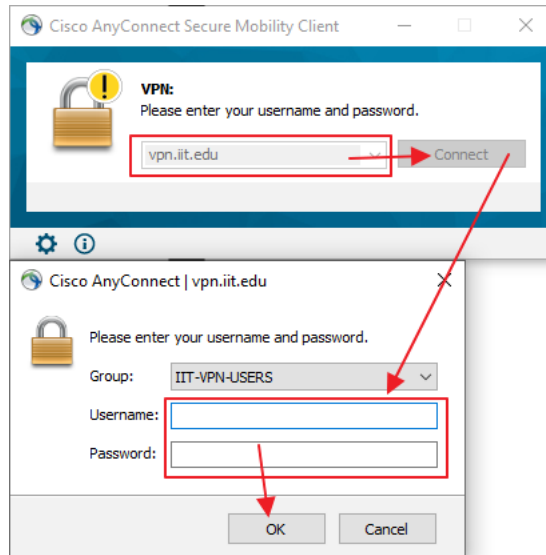 Cisco AnyConnect Secure Mobility Client
VPN:
Please enter your username and password.
vpn.iit.edu
Connect
Cisco AnyConnect | vpn.iit.edu
Please enter your username and password.
Group: IIT-VPN-USERS
Username:
Password:
OK Cancel